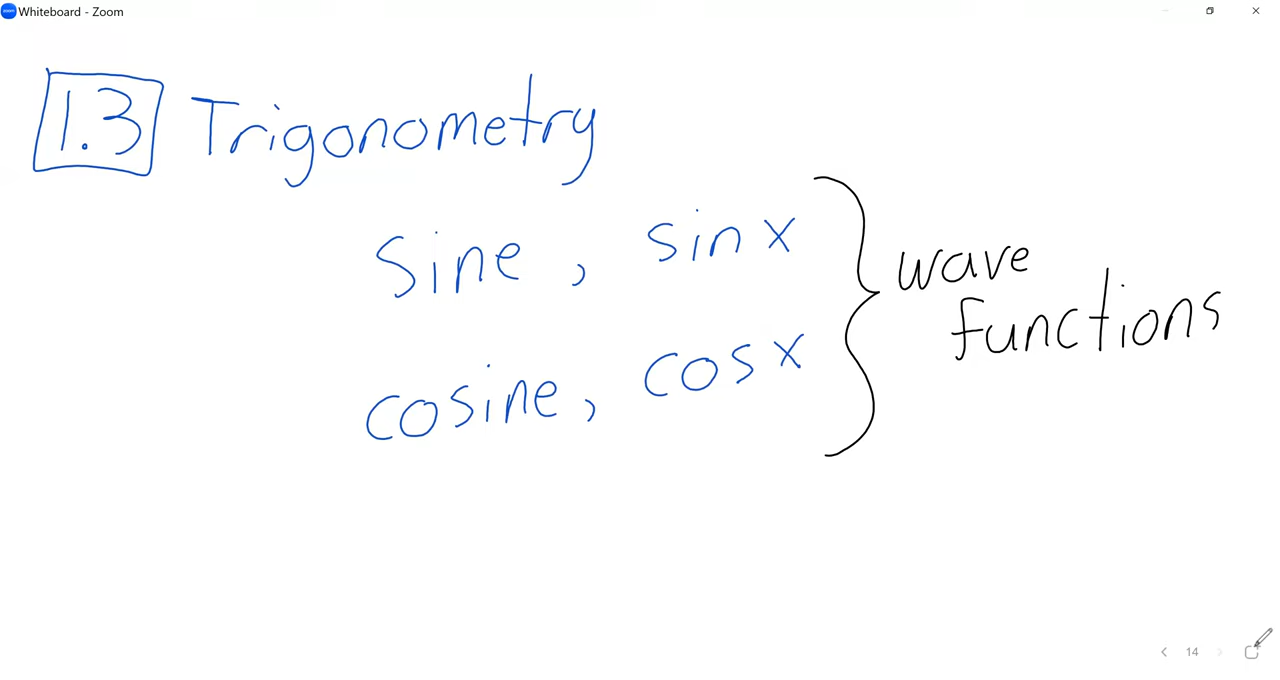 Whiteboard - Zoom
1.3 Trigonometry
sine, sin x
wave
functions
cosine, cos x
14